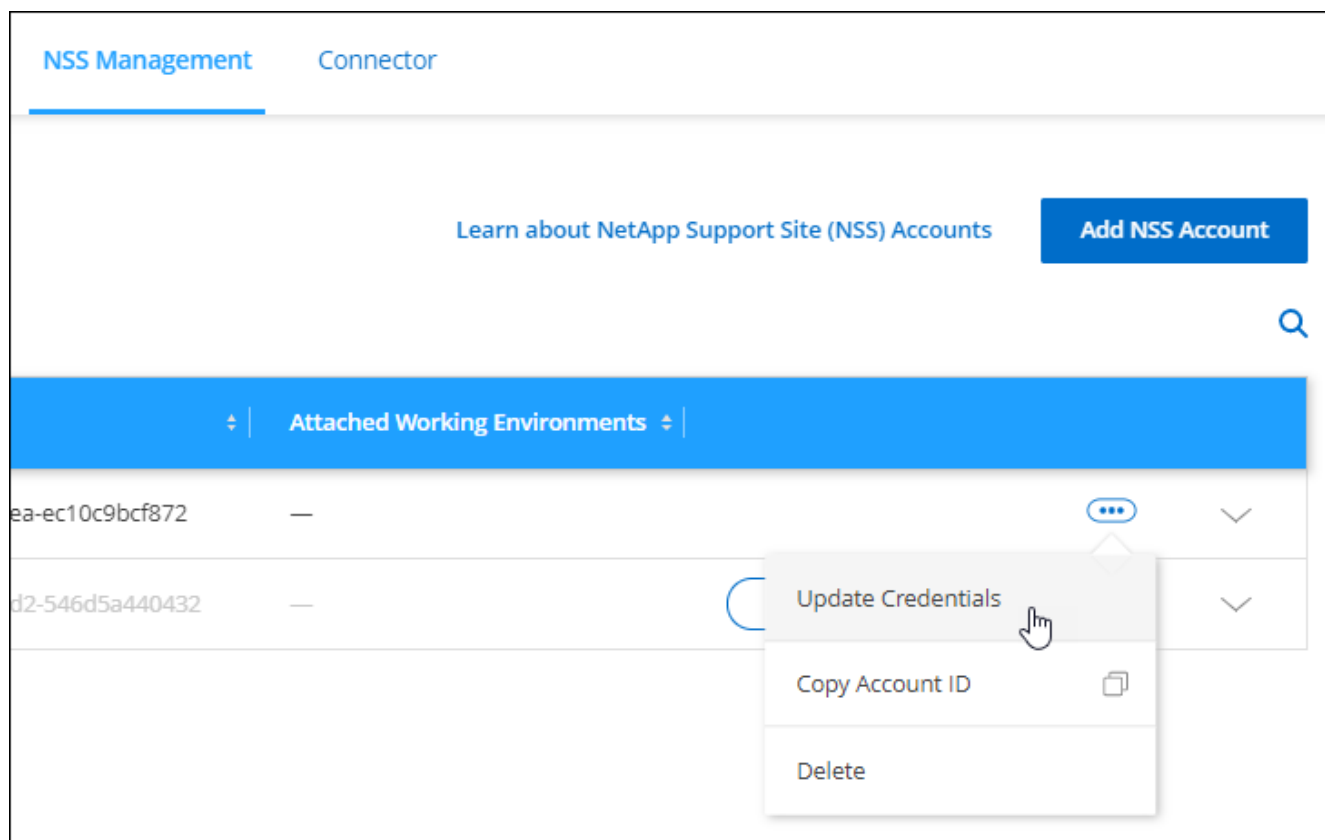 NSS Management Connector
Learn about NetApp Support Site (NSS) Accounts Add NSS Account
Attached Working Environments
ea-ec10c9bcf872 —
d2-546d5a440432 —
Update Credentials
Copy Account ID
Delete